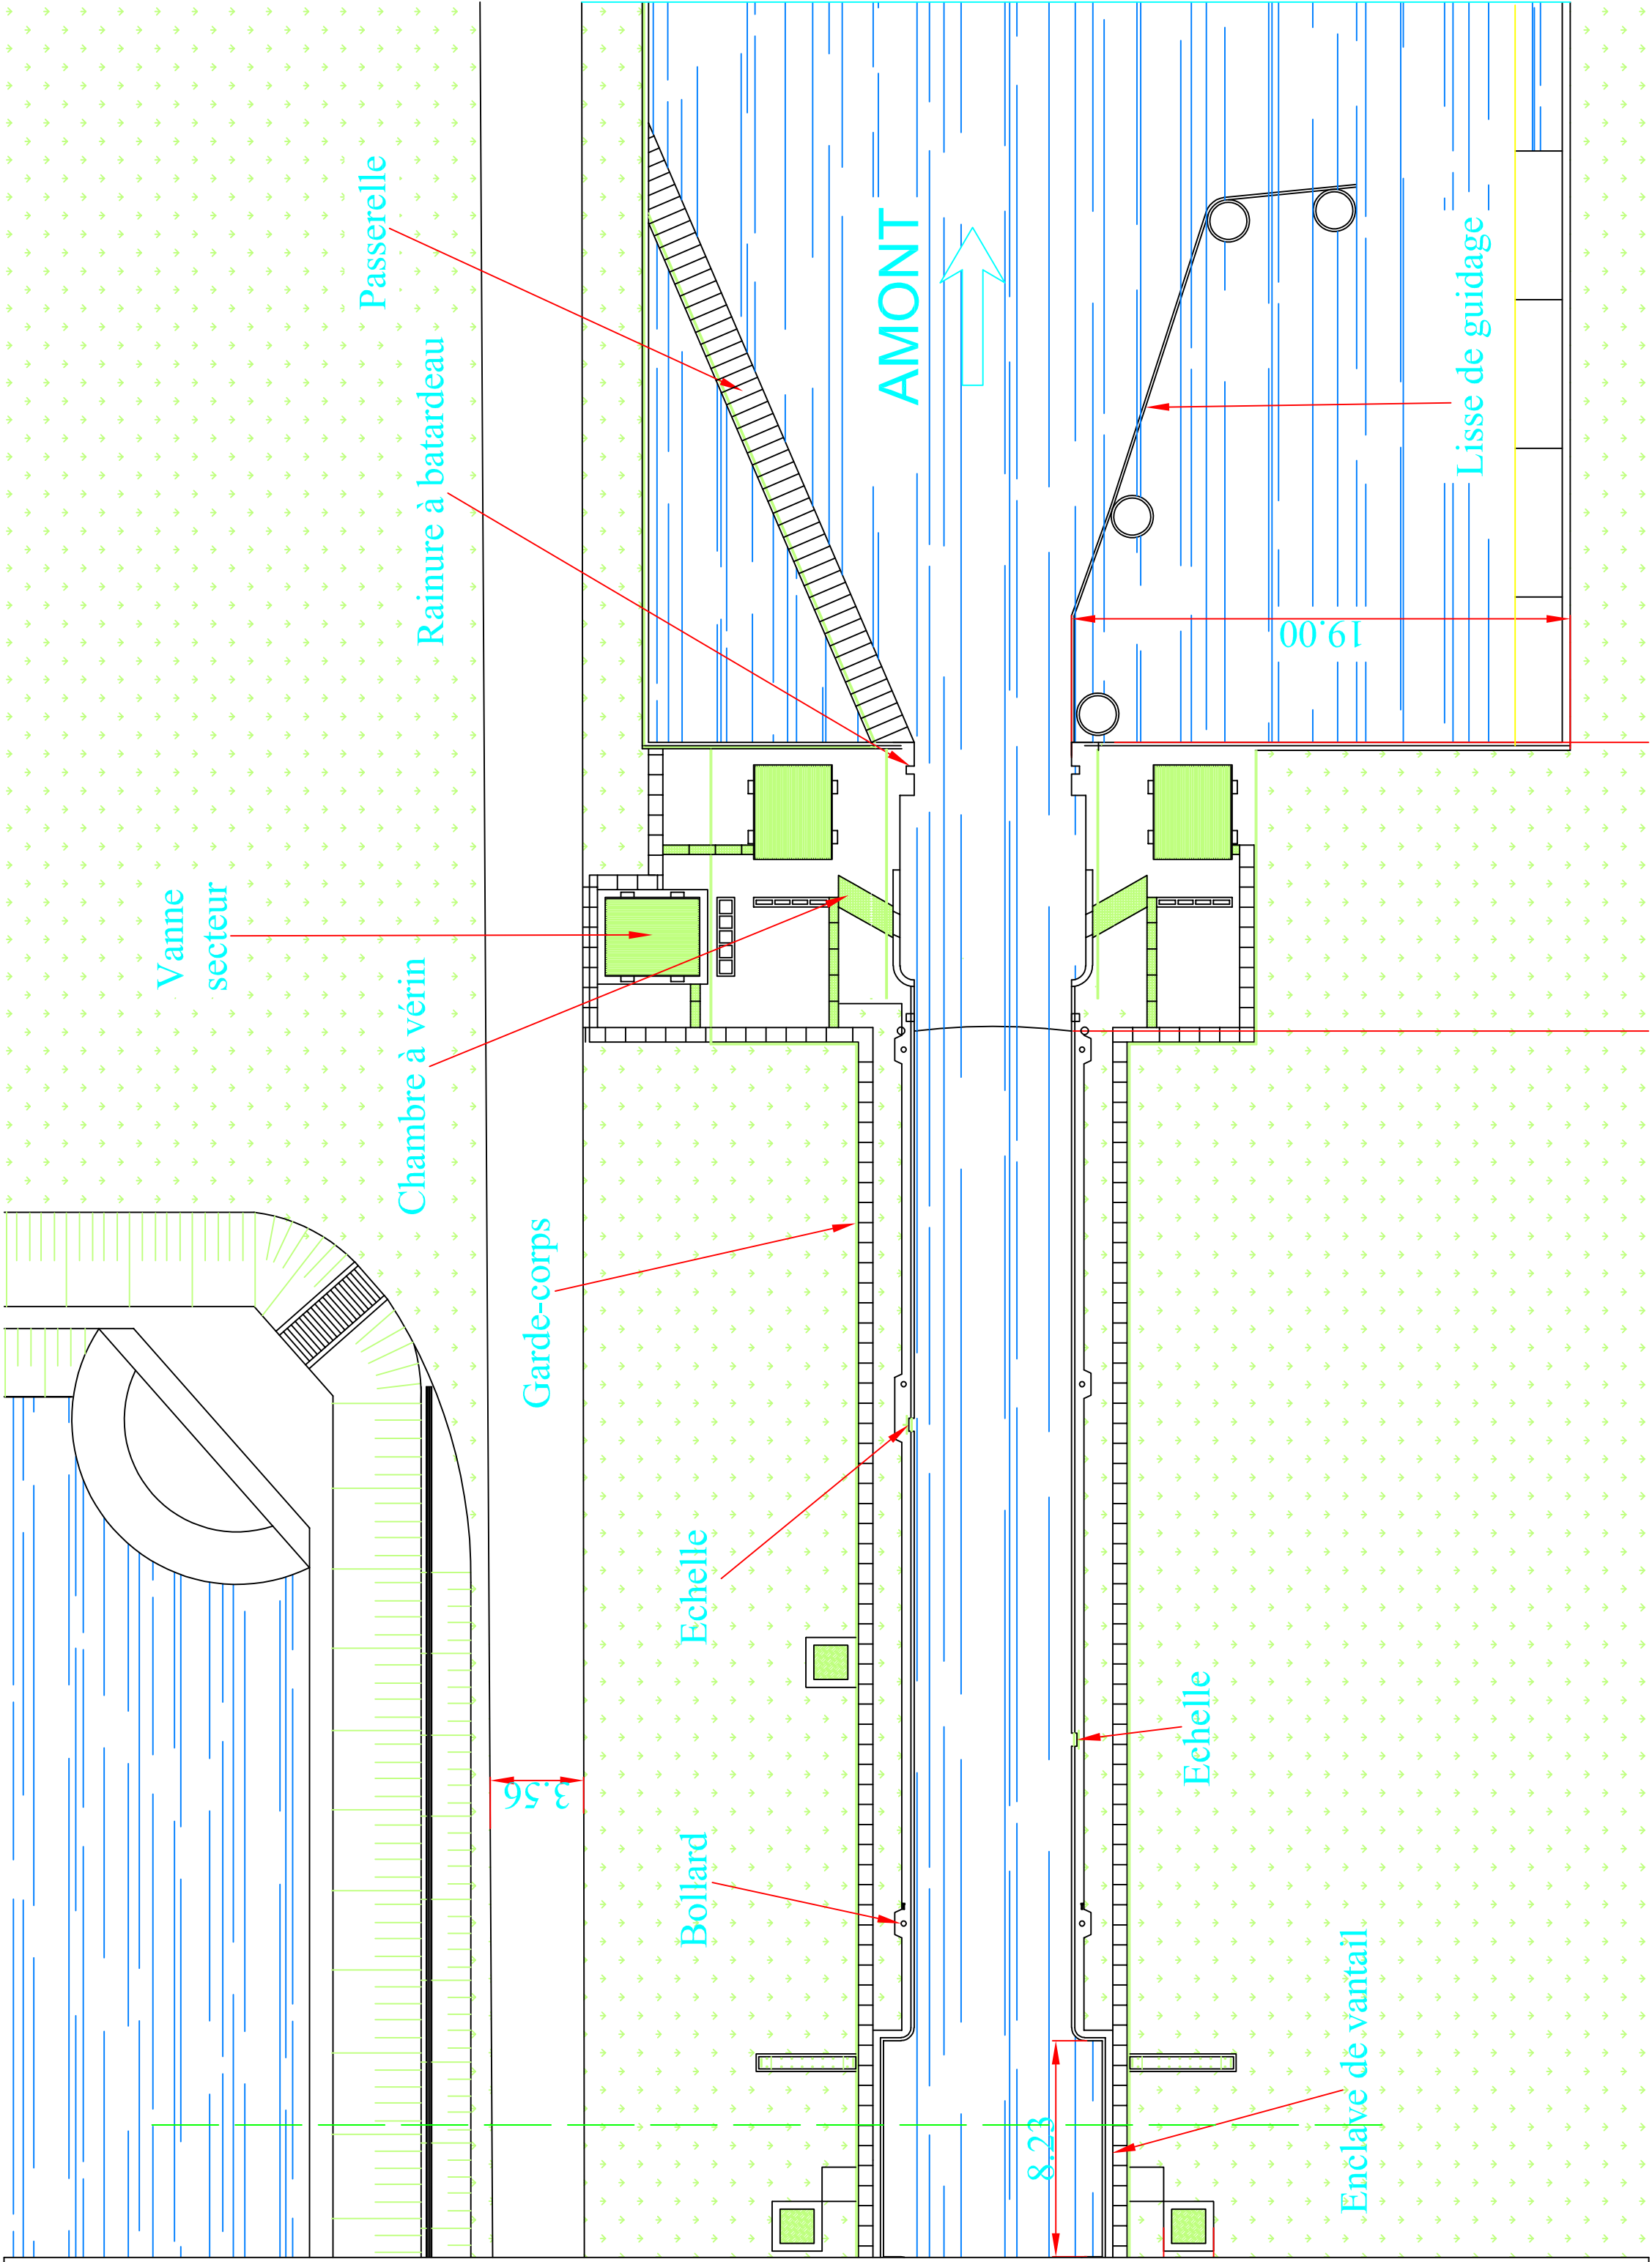 Passerelle
Rainure à batardeau
AMONT
Lisse de guidage
19.00
Vanne
secteur
Chambre à vérin
Garde-corps
Echelle
Echelle
3.56
Bollard
Enclave de vantail
8.23